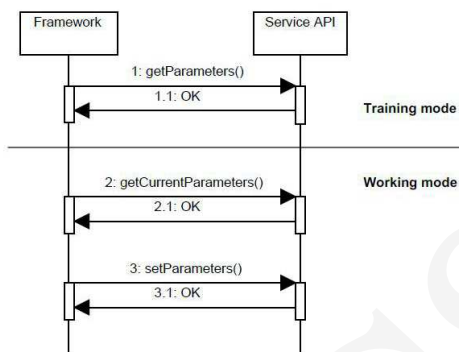 Framework
Service API
1: getParameters()
1.1: OK
Training mode
2: getCurrentParameters()
Working mode
2.1: OK
3: setParameters()
3.1: OK